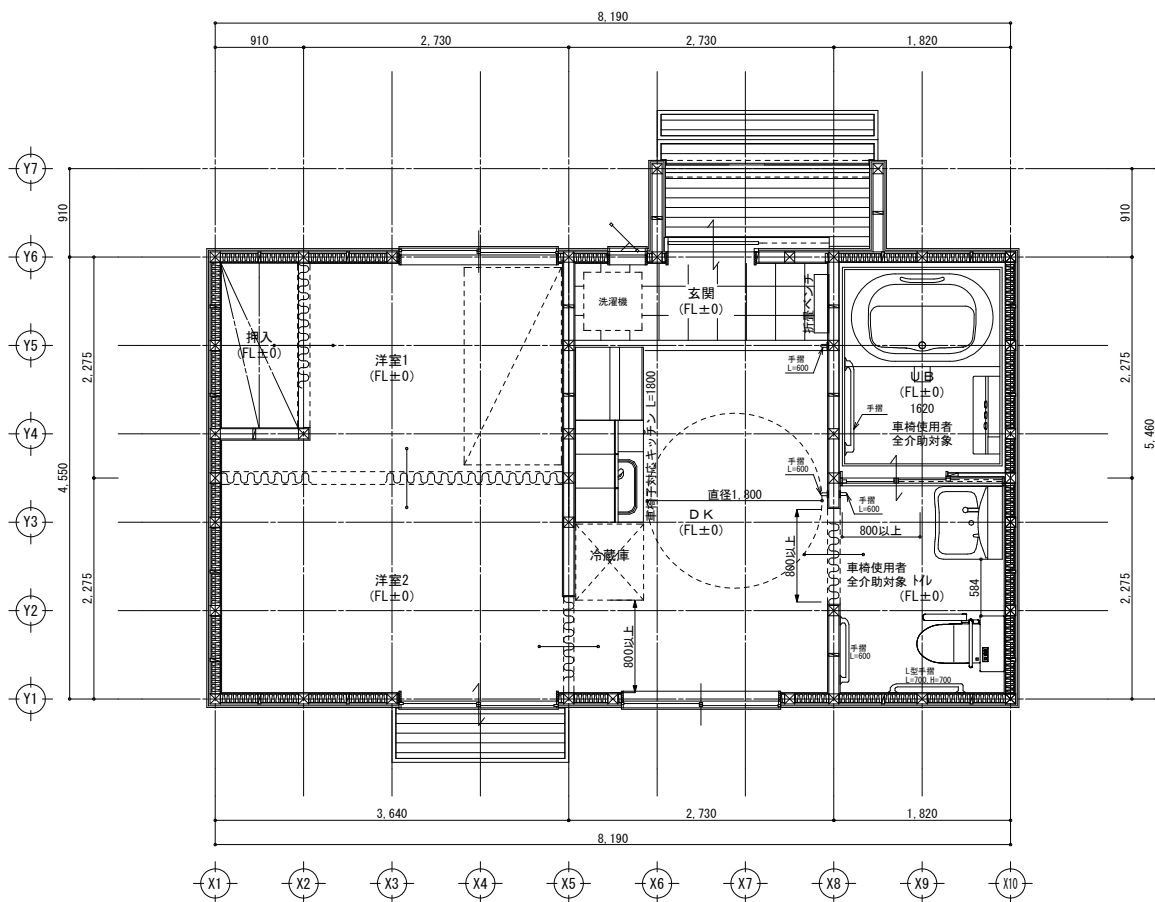 8,190
910
2,730
2,730
1,820
Y7
Y6
Y5
Y4
Y3
Y2
Y1
910
2,275
2,275
4,550
910
2,275
2,275
5,460
押入
(FL±0)
洋室1
(FL±0)
洗濯機
玄関
(FL±0)
折畳ベンチ
手摺
L=600
UB
(FL±0)
1620
手摺
車椅使用者
全介助対象
車椅子対応キッチン L=1800
手摺
L=600
直径1,800
DK
(FL±0)
手摺
L=600
800以上
800以上
冷蔵庫
洋室2
(FL±0)
車椅使用者
全介助対象
トイレ
(FL±0)
584
800以上
手摺
L=600
L型手摺
L=700,H=700
3,640
2,730
1,820
8,190
X1
X2
X3
X4
X5
X6
X7
X8
X9
X10